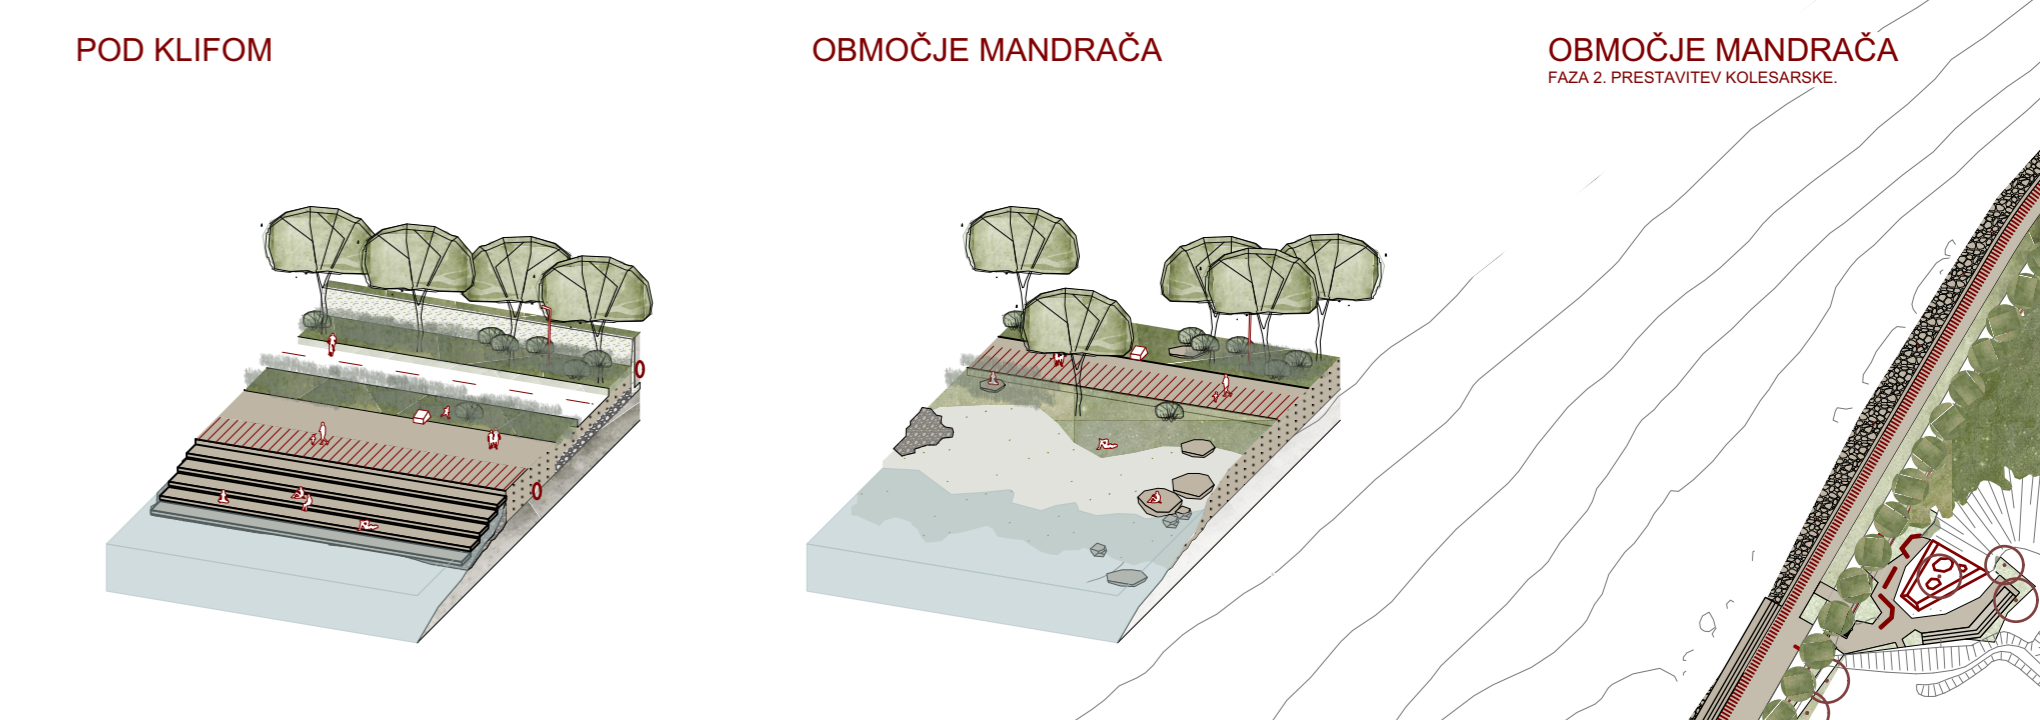 POD KLIFOM
OBMOČJE MANDRAČA
OBMOČJE MANDRAČA
FAZA 2. PRESTAVITEV KOLESARSKE.